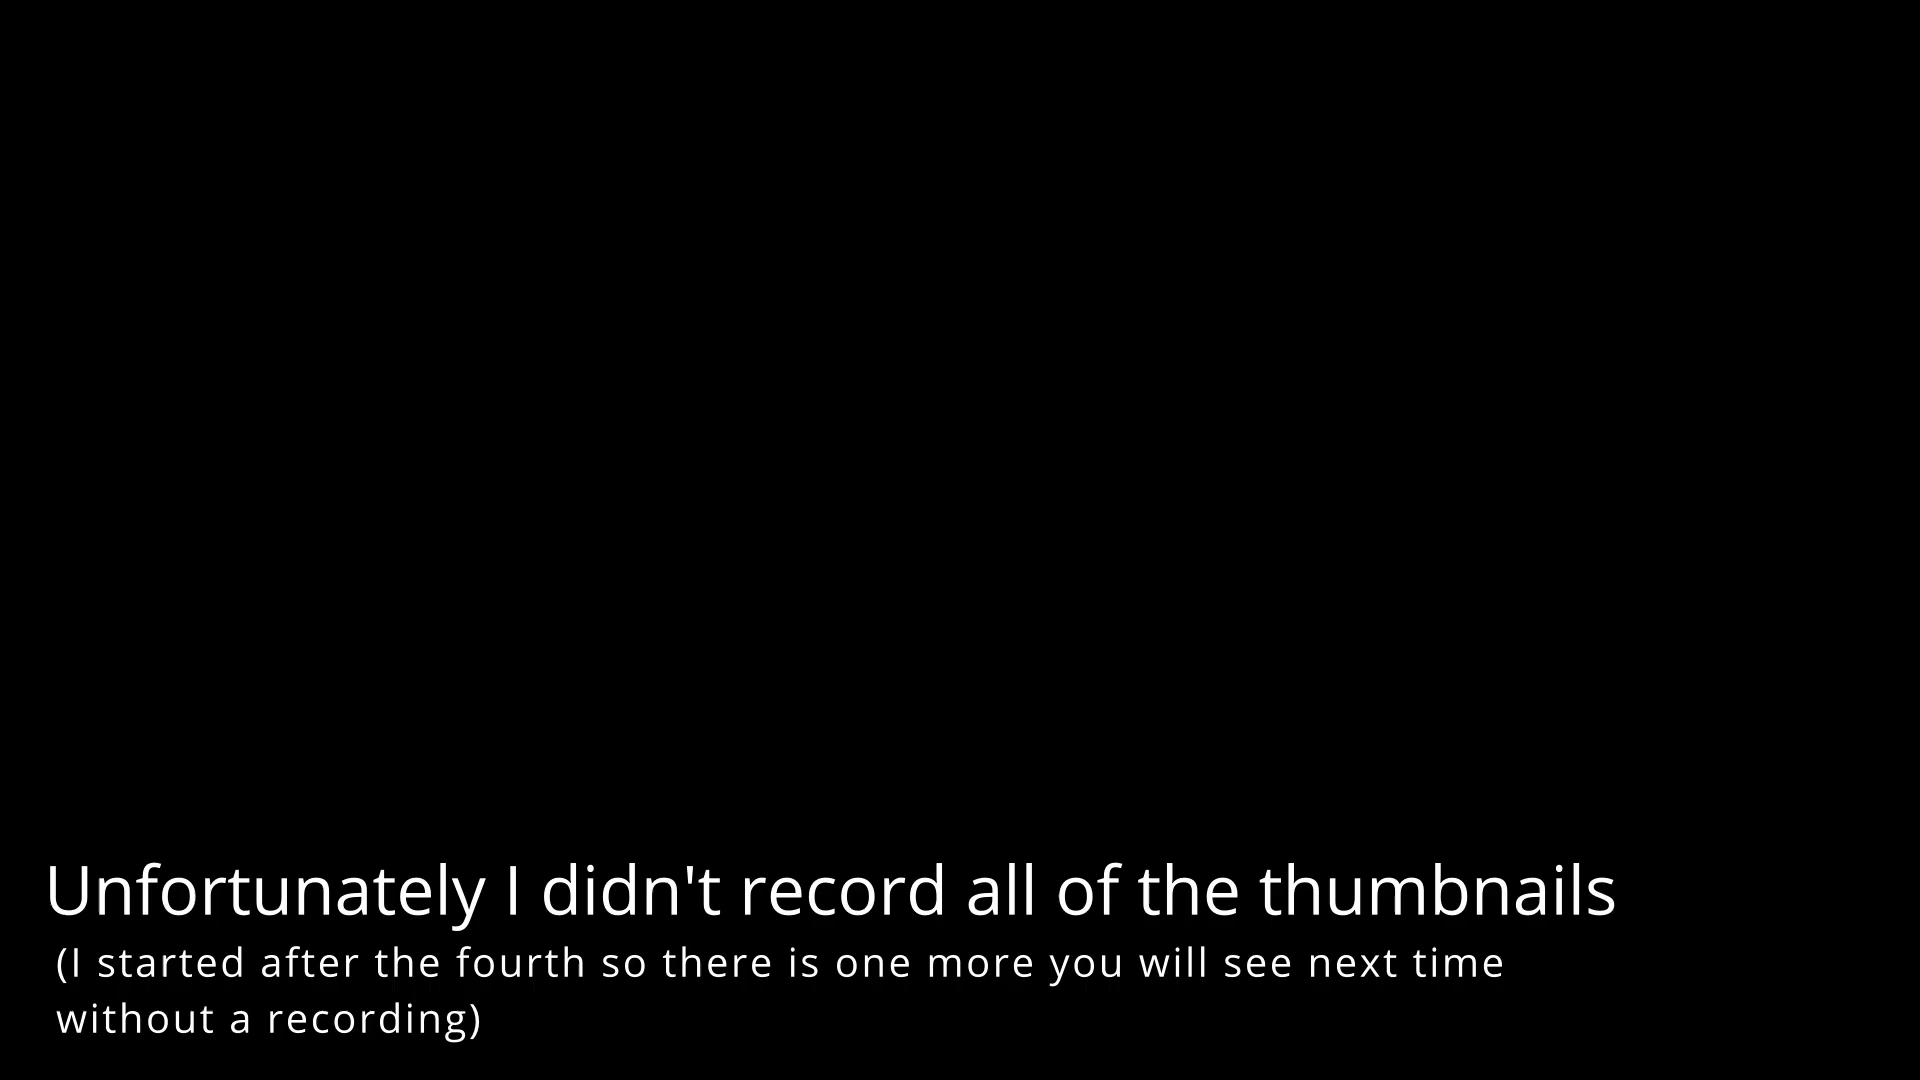 Unfortunately I didn't record all of the thumbnails
(I started after the fourth so there is one more you will see next time
without a recording)